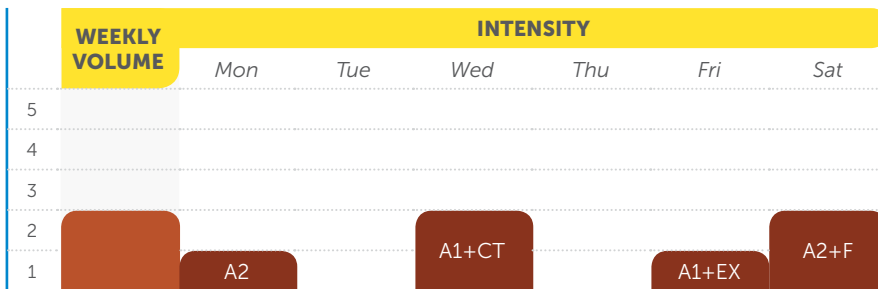 WEEKLY VOLUME
INTENSITY
Mon Tue Wed Thu Fri Sat
5
4
3
2
A1+CT A2+F
1 A2 A1+EX